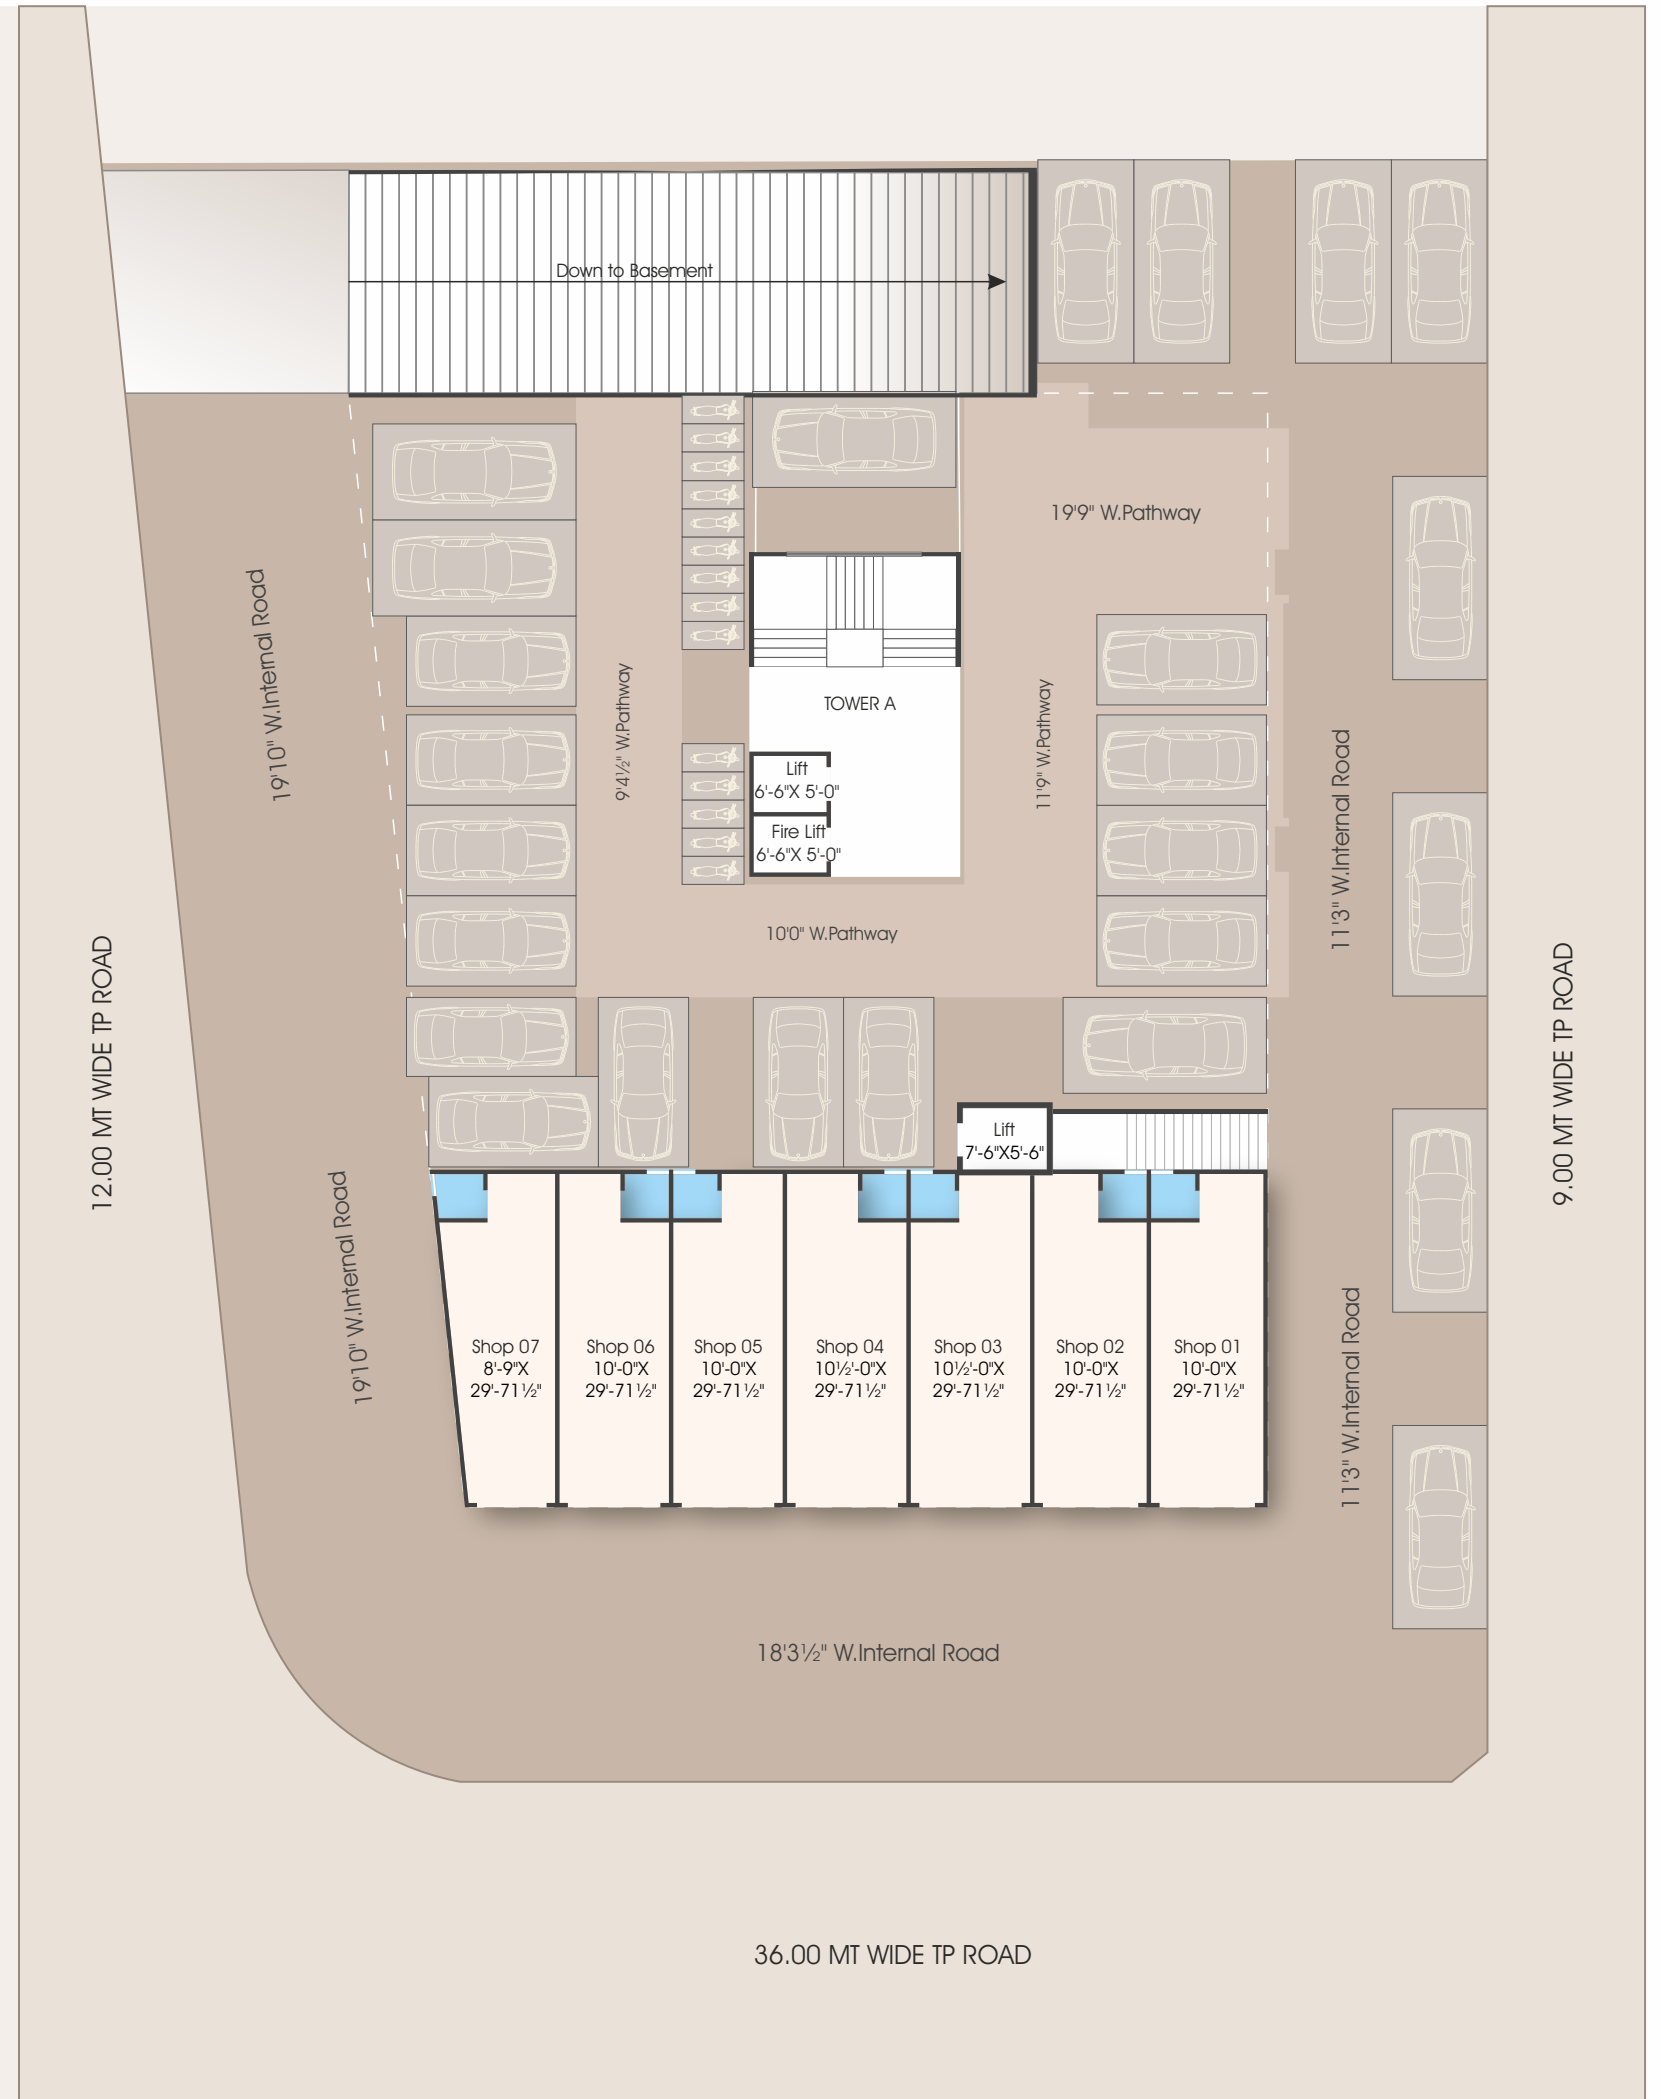 Down to Basement
19'9" W.Pathway
19'10" W.Internal Road
9'4½" W.Pathway
TOWER A
11'9" W.Pathway
11'3" W.Internal Road
Lift
6'-6"X 5'-0"
Fire Lift
6'-6"X 5'-0"
10'0" W.Pathway
12.00 MT WIDE TP ROAD
9.00 MT WIDE TP ROAD
Lift
7'-6"X5'-6"
19'10" W.Internal Road
Shop 07
8'-9"X
29'-71½"
Shop 06
10'-0"X
29'-71½"
Shop 05
10'-0"X
29'-71½"
Shop 04
10½'-0"X
29'-71½"
Shop 03
10½'-0"X
29'-71½"
Shop 02
10'-0"X
29'-71½"
Shop 01
10'-0"X
29'-71½"
11'3" W.Internal Road
18'3½" W.Internal Road
36.00 MT WIDE TP ROAD